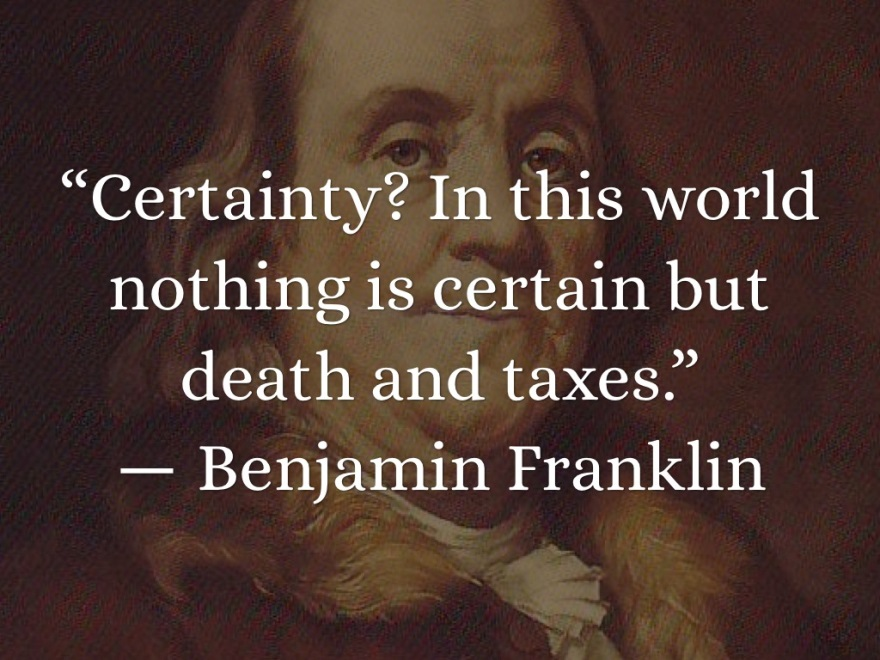 “Certainty? In this world
nothing is certain but
death and taxes.”
— Benjamin Franklin